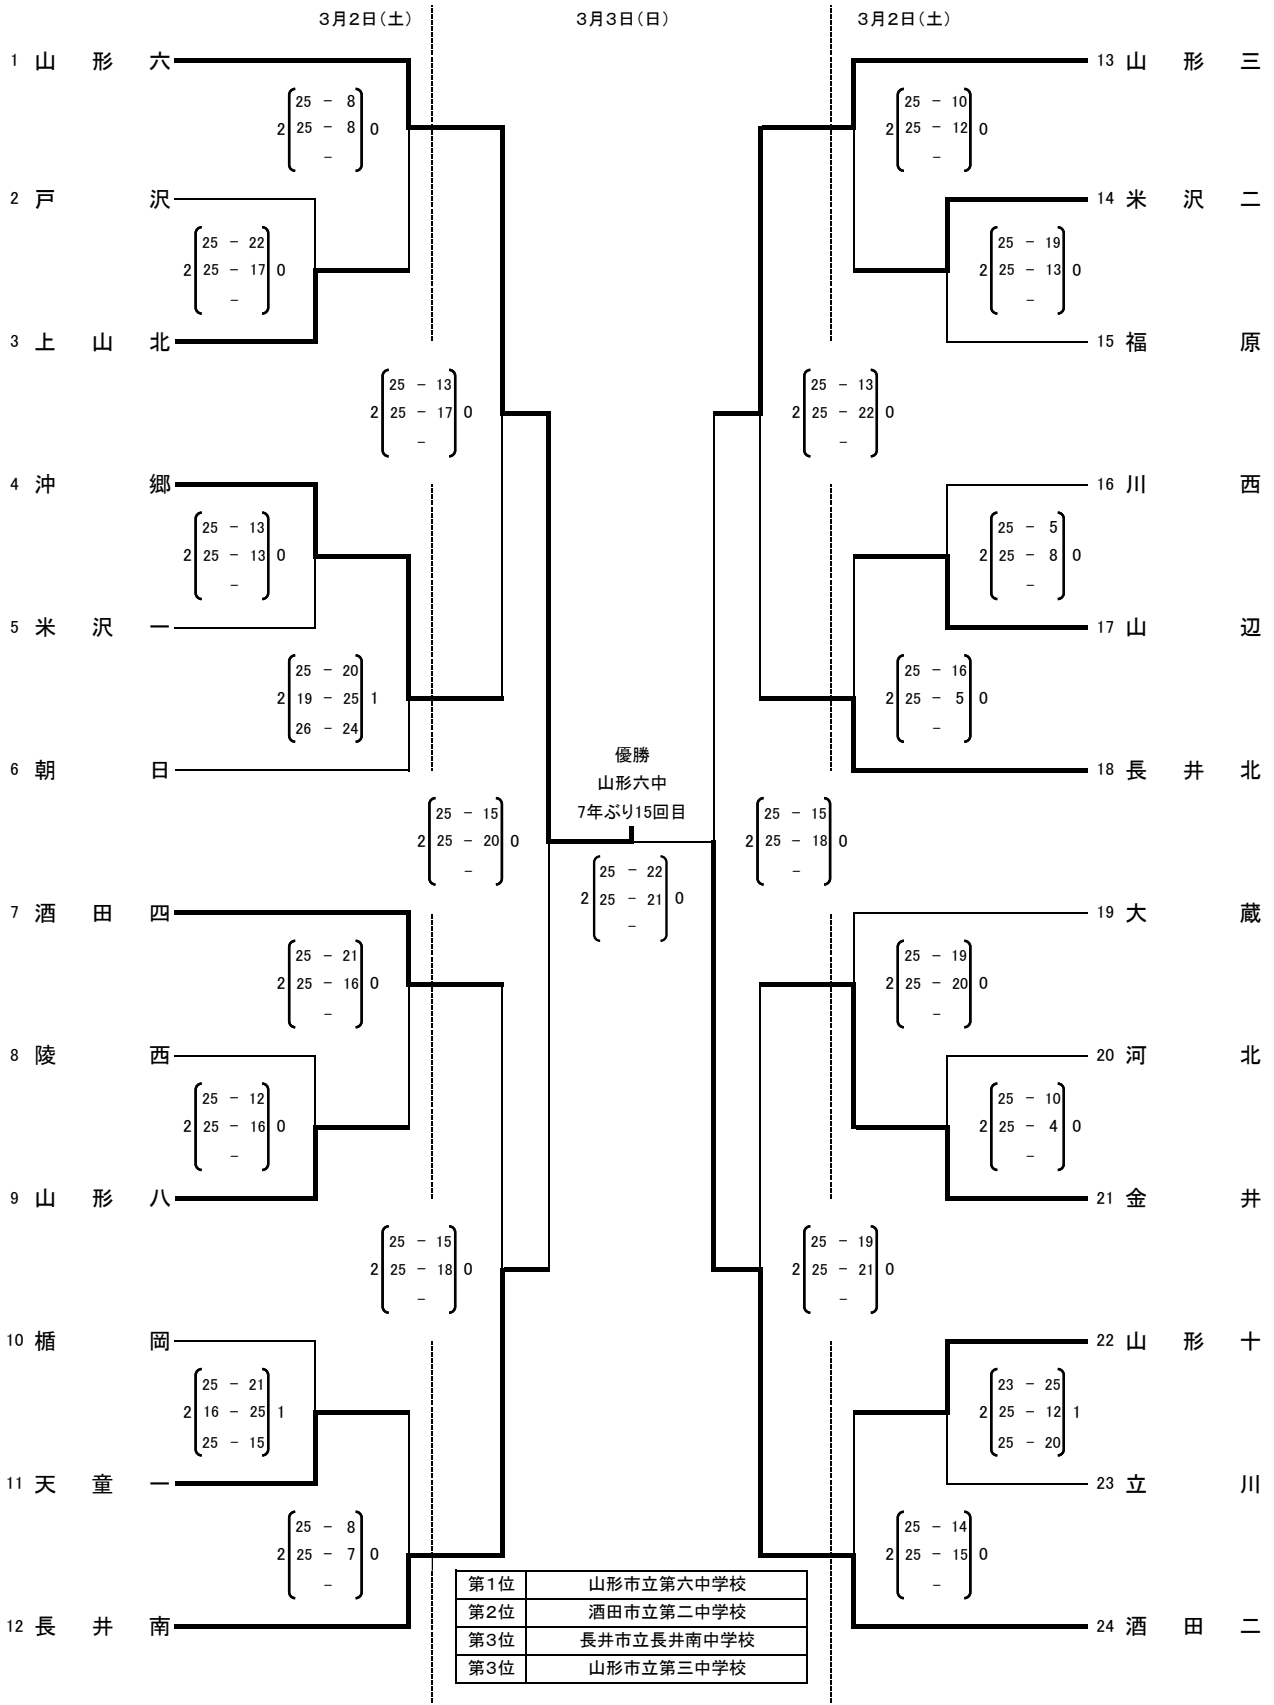 3月2日(土)
3月3日(日)
3月2日(土)
1 山形六
13 山形三
25 - 8
2 25 - 8 0
-
25 - 10
2 25 - 12 0
-
2 戸沢
14 米沢二
25 - 22
2 25 - 17 0
-
25 - 19
2 25 - 13 0
-
3 上山北
15 福原
25 - 13
2 25 - 17 0
-
25 - 13
2 25 - 22 0
-
4 沖郷
16 川西
25 - 13
2 25 - 13 0
-
25 - 5
2 25 - 8 0
-
5 米沢一
17 山辺
25 - 20
2 19 - 25 1
26 - 24
25 - 16
2 25 - 5 0
-
6 朝日
18 長井北
優勝
山形六中
7年ぶり15回目
25 - 15
2 25 - 20 0
-
25 - 15
2 25 - 18 0
-
25 - 22
2 25 - 21 0
-
7 酒田四
19 大蔵
25 - 21
2 25 - 16 0
-
25 - 19
2 25 - 20 0
-
8 陵西
20 河北
25 - 12
2 25 - 16 0
-
25 - 10
2 25 - 4 0
-
9 山形八
21 金井
25 - 15
2 25 - 18 0
-
25 - 19
2 25 - 21 0
-
10 楯岡
22 山形十
25 - 21
2 16 - 25 1
25 - 15
23 - 25
2 25 - 12 1
25 - 20
11 天童一
23 立川
25 - 8
2 25 - 7 0
-
25 - 14
2 25 - 15 0
-
12 長井南
24 酒田二
第1位 山形市立第六中学校
第2位 酒田市立第二中学校
第3位 長井市立長井南中学校
第3位 山形市立第三中学校